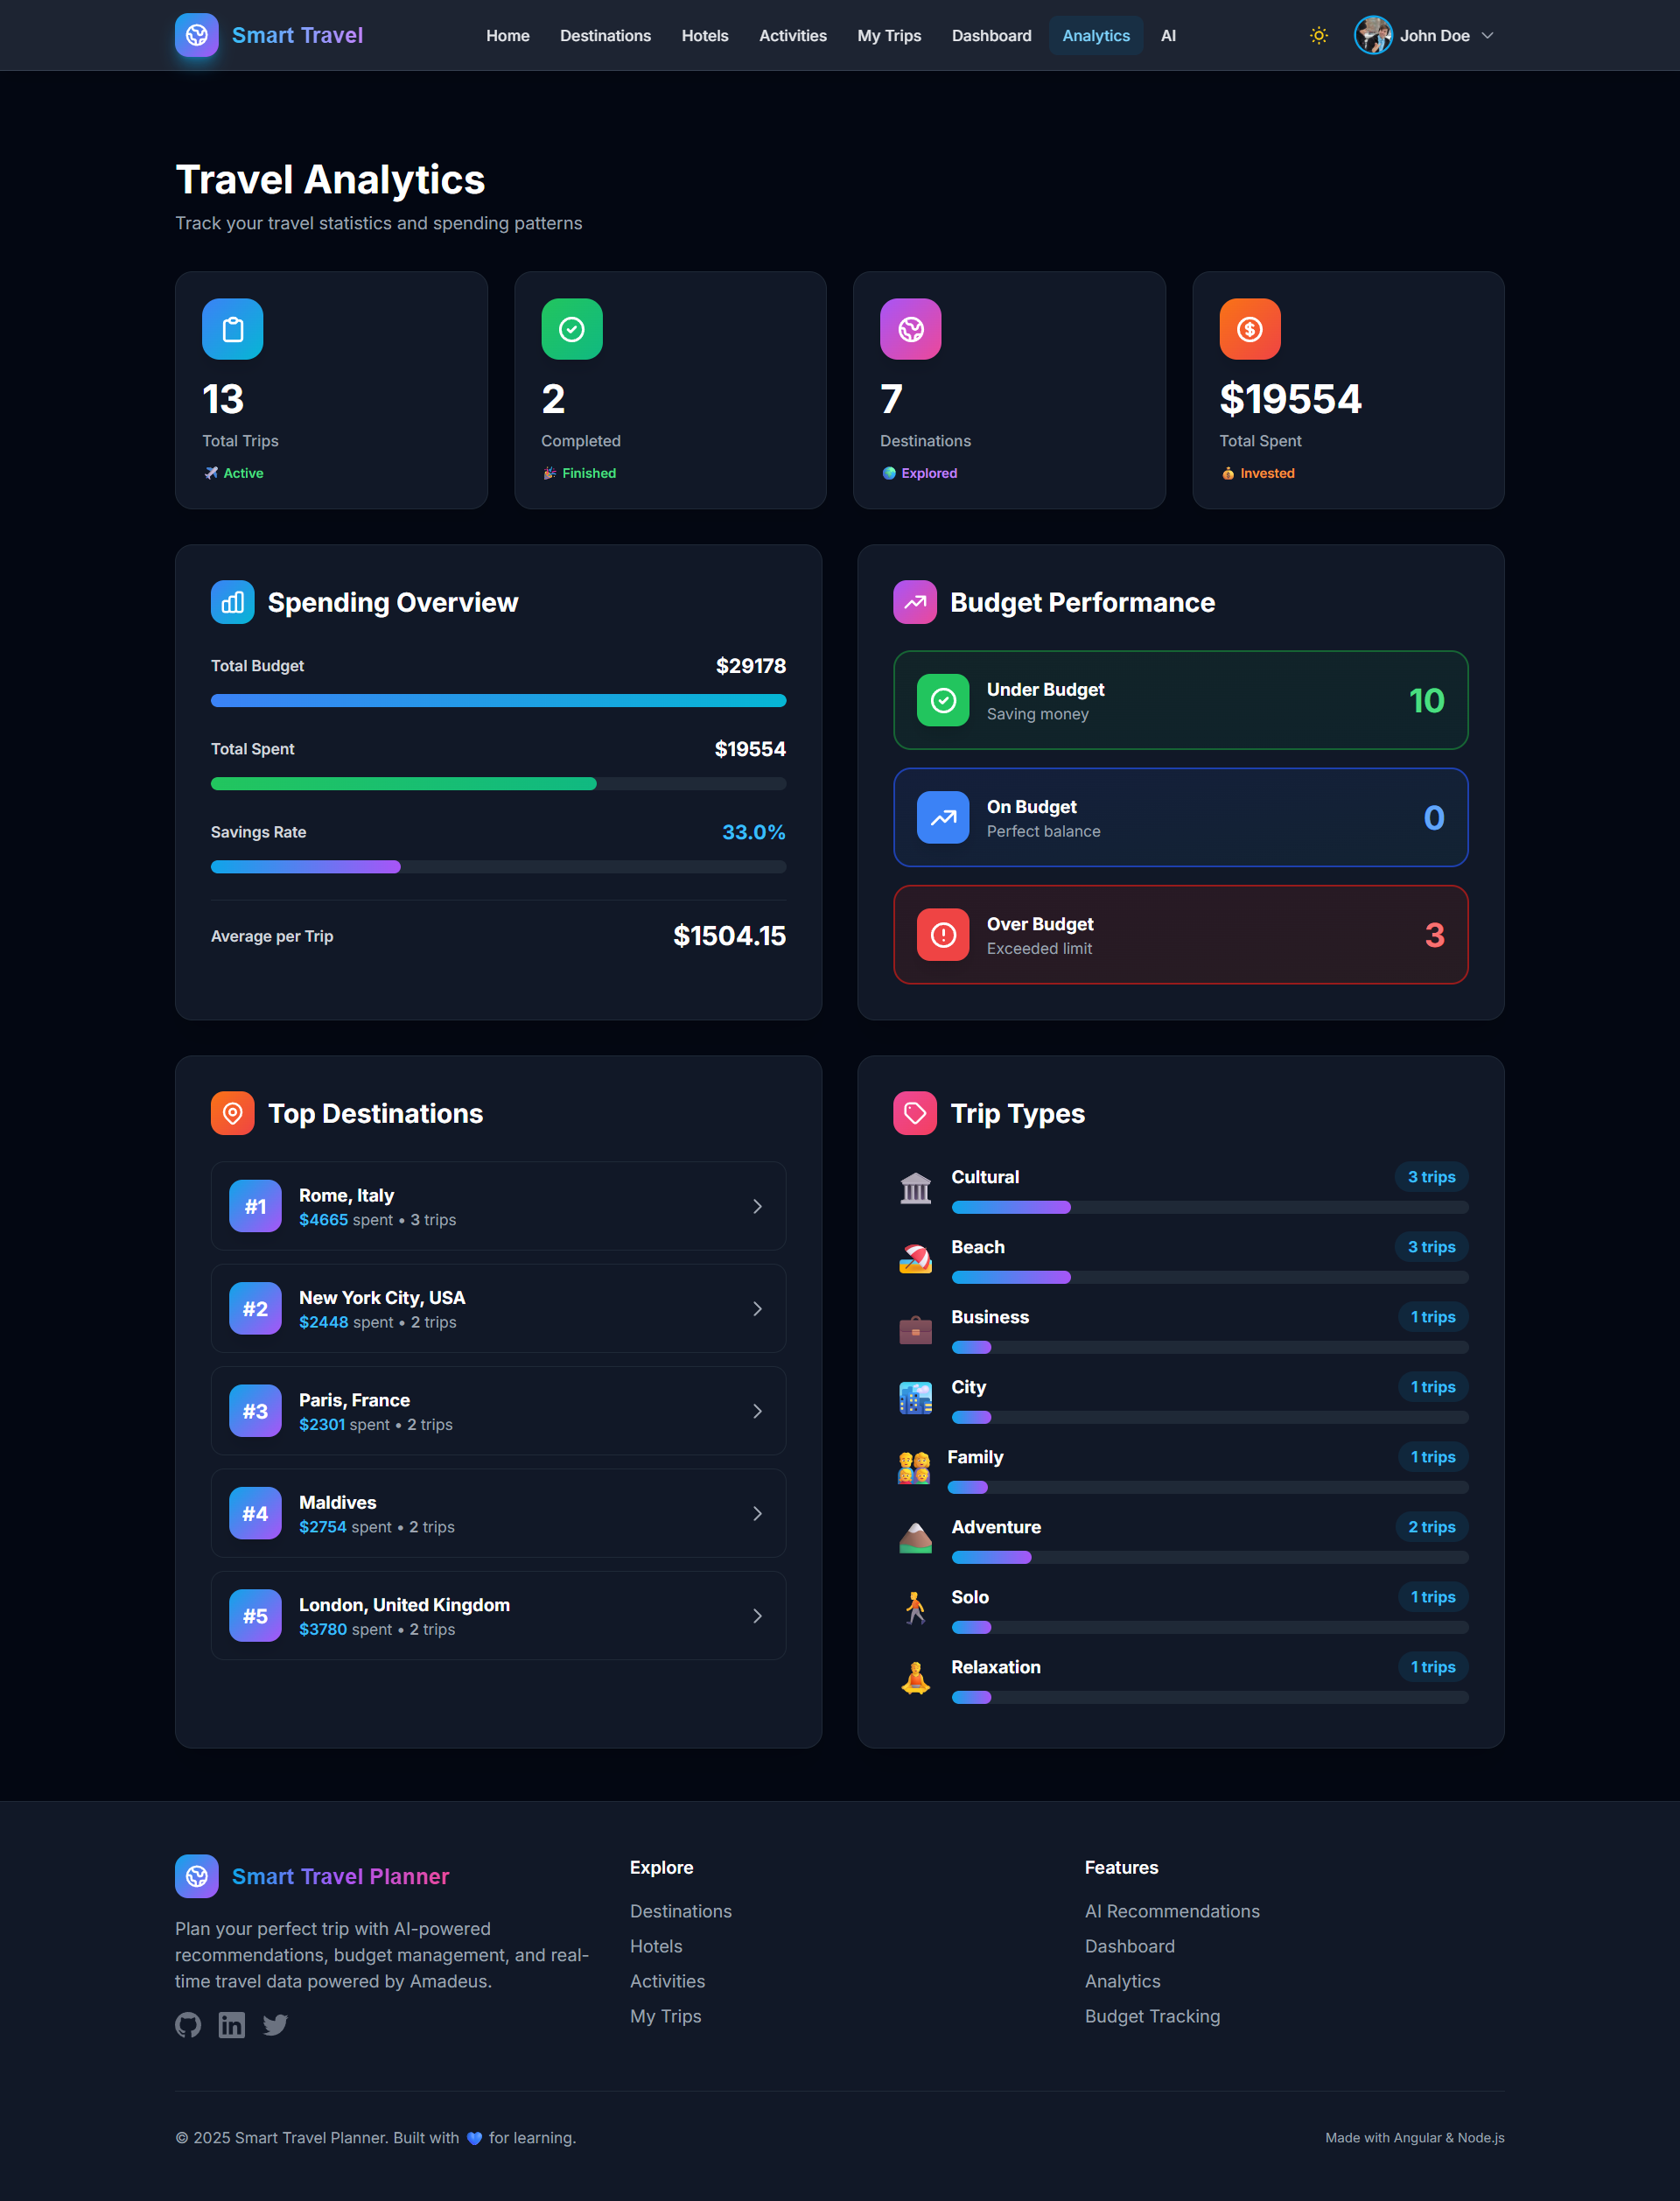 Smart Travel
Home
Destinations
Hotels
Activities
My Trips
Dashboard
Analytics
AI
John Doe
Travel Analytics
Track your travel statistics and spending patterns
13
Total Trips
✈️ Active
2
Completed
🎉 Finished
7
Destinations
🌍 Explored
$19554
Total Spent
💰 Invested
Spending Overview
Total Budget
$29178
Total Spent
$19554
Savings Rate
33.0%
Average per Trip
$1504.15
Budget Performance
Under Budget
Saving money
10
On Budget
Perfect balance
0
Over Budget
Exceeded limit
3
Top Destinations
#1
Rome, Italy
$4665 spent • 3 trips
#2
New York City, USA
$2448 spent • 2 trips
#3
Paris, France
$2301 spent • 2 trips
#4
Maldives
$2754 spent • 2 trips
#5
London, United Kingdom
$3780 spent • 2 trips
Trip Types
Cultural
3 trips
Beach
3 trips
Business
1 trips
City
1 trips
Family
1 trips
Adventure
2 trips
Solo
1 trips
Relaxation
1 trips
Smart Travel Planner
Plan your perfect trip with AI-powered
recommendations, budget management, and real-
time travel data powered by Amadeus.
Explore
Destinations
Hotels
Activities
My Trips
Features
AI Recommendations
Dashboard
Analytics
Budget Tracking
© 2025 Smart Travel Planner. Built with 💙 for learning.
Made with Angular & Node.js